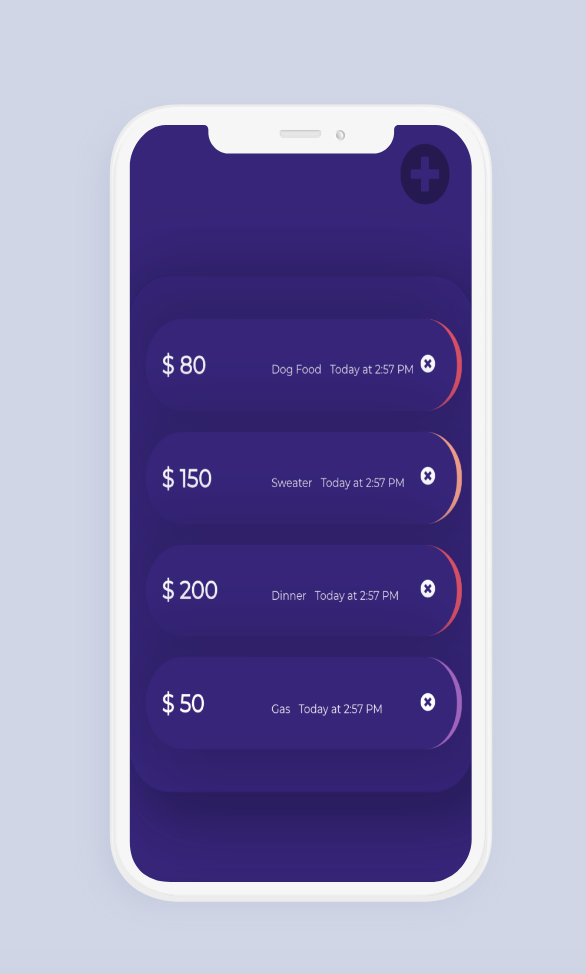 $ 80 Dog Food Today at 2:57 PM
$ 150 Sweater Today at 2:57 PM
$ 200 Dinner Today at 2:57 PM
$ 50 Gas Today at 2:57 PM